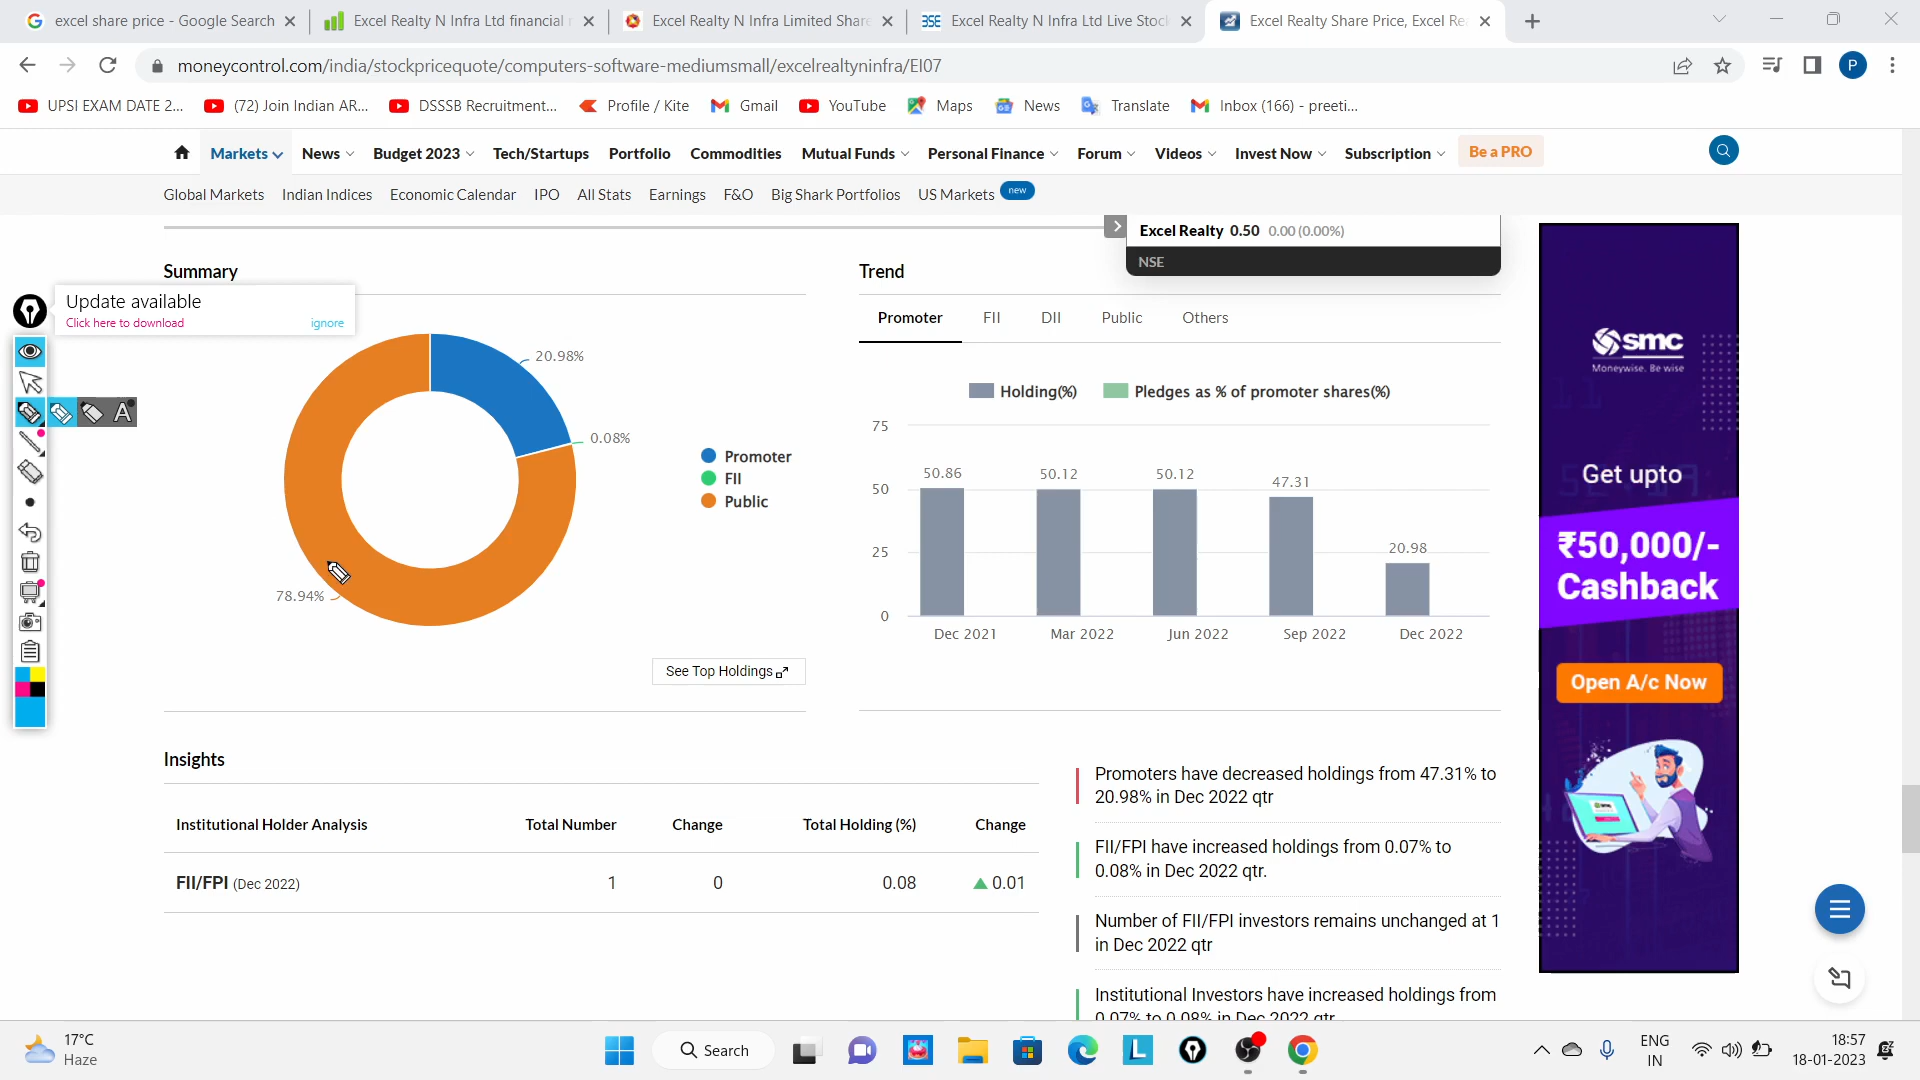 excel share price - Google Search
Excel Realty N Infra Ltd financial
Excel Realty N Infra Limited Share
BSE Excel Realty N Infra Ltd Live Stoc
Excel Realty Share Price, Excel Re
moneycontrol.com/india/stockpricequote/computers-software-mediumsmall/excelrealtyninfra/EI07
P
UPSI EXAM DATE 2... (72) Join Indian AR... DSSSB Recruitment... Profile / Kite Gmail YouTube Maps News Translate Inbox (166) - preeti...
Markets News Budget 2023 Tech/Startups Portfolio Commodities Mutual Funds Personal Finance Forum Videos Invest Now Subscription Be a PRO
Global Markets Indian Indices Economic Calendar IPO All Stats Earnings F&O Big Shark Portfolios US Markets new
Excel Realty 0.50 0.00 (0.00%)
NSE
Summary
Update available
Click here to download ignore
A
20.98%
0.08%
78.94%
Promoter
FII
Public
See Top Holdings
Trend
Promoter FII DII Public Others
Holding(%) Pledges as % of promoter shares(%)
75
50
25
0
50.86
50.12
50.12
47.31
20.98
Dec 2021 Mar 2022 Jun 2022 Sep 2022 Dec 2022
smc
Moneywise. Be wise
Get upto
₹50,000/-
Cashback
Open A/c Now
Insights
Institutional Holder Analysis Total Number Change Total Holding (%) Change
FII/FPI (Dec 2022) 1 0 0.08 0.01
Promoters have decreased holdings from 47.31% to
20.98% in Dec 2022 qtr
FII/FPI have increased holdings from 0.07% to
0.08% in Dec 2022 qtr.
Number of FII/FPI investors remains unchanged at 1
in Dec 2022 qtr
Institutional Investors have increased holdings from
0.07% to 0.08% in Dec 2022 qtr
17°C
Haze
Search
L
ENG
IN
18:57
18-01-2023